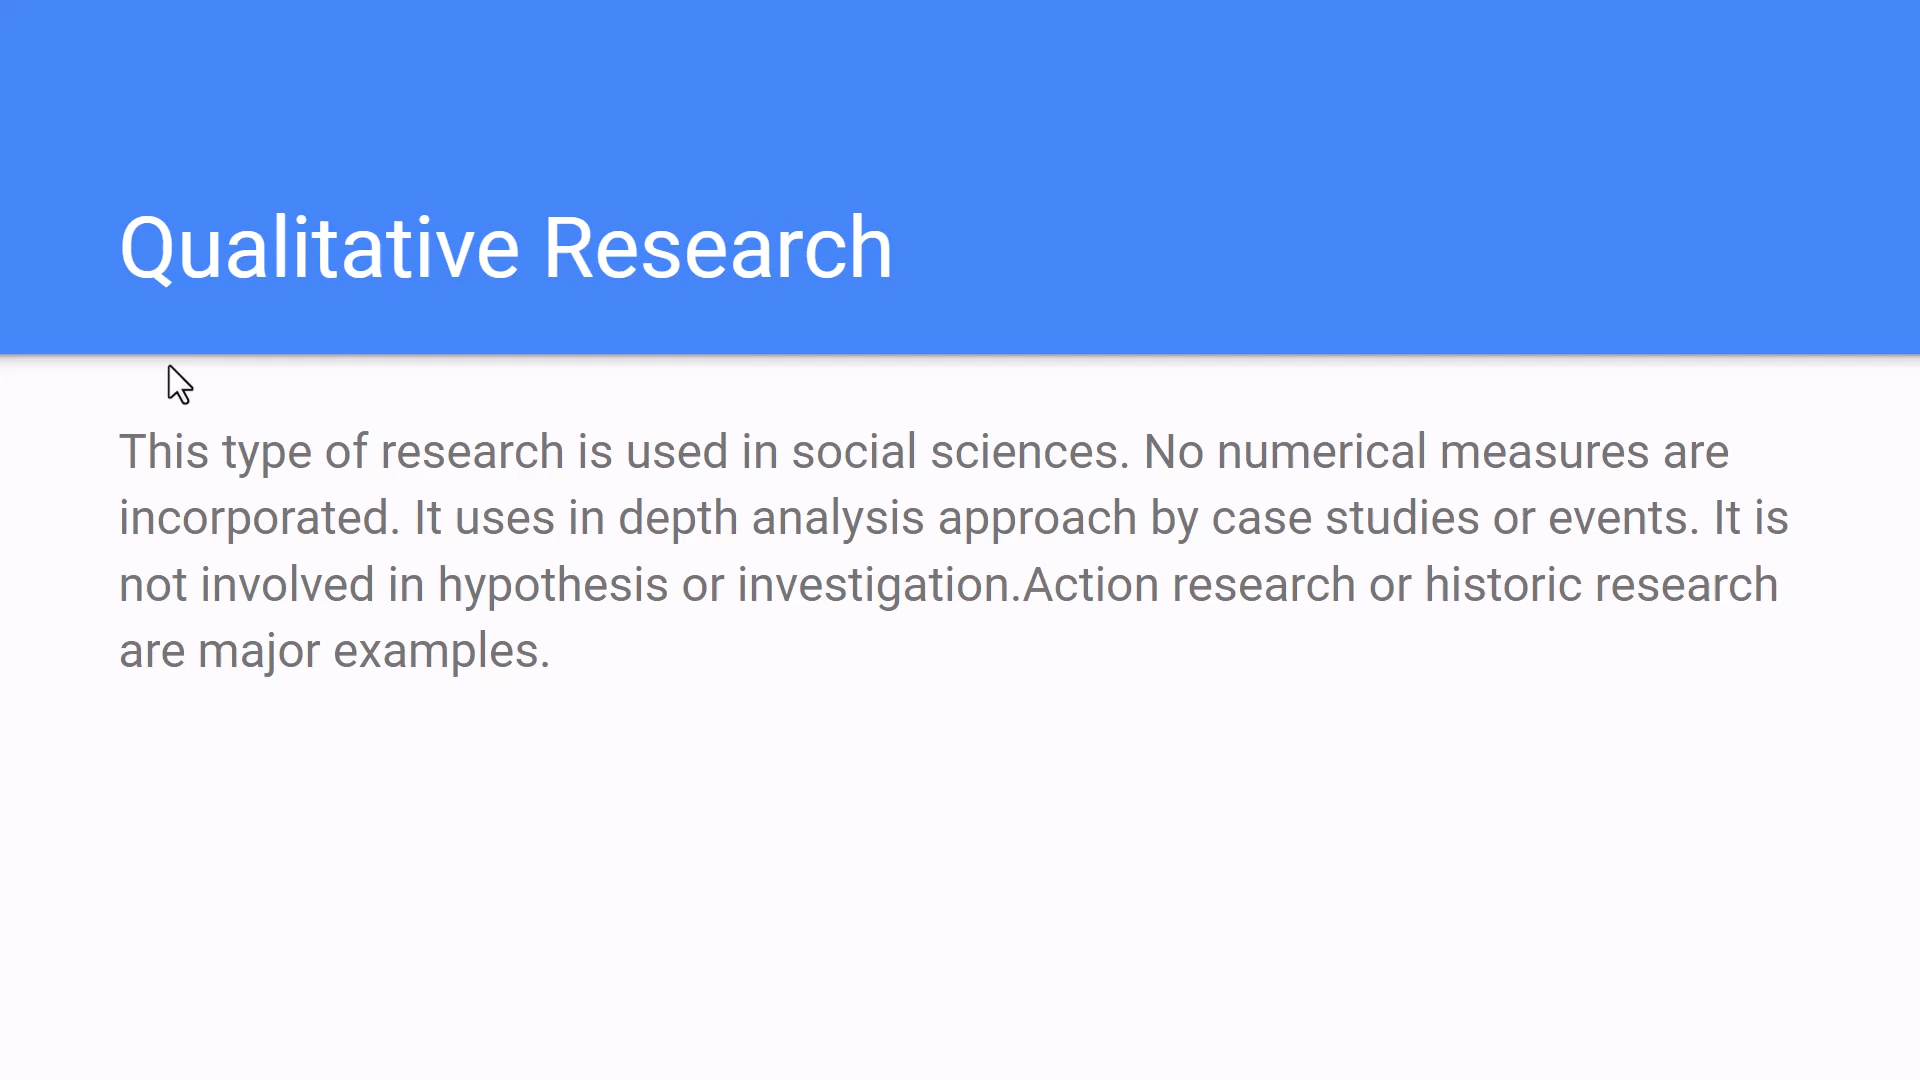 Qualitative Research
This type of research is used in social sciences. No numerical measures are
incorporated. It uses in depth analysis approach by case studies or events. It is
not involved in hypothesis or investigation.Action research or historic research
are major examples.